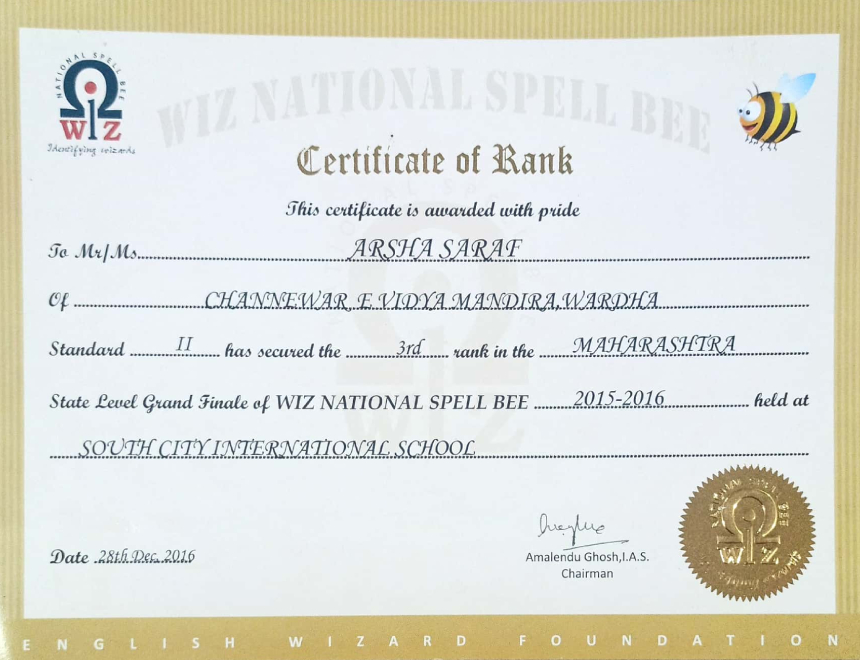 NATIONAL SPELL BEE
WIZ
Identifying wizards
WIZ NATIONAL SPELL BEE
Certificate of Rank
This certificate is awarded with pride
To Mr/Ms. ARSHA SARAF
Of CHANNEWAR E VIDYA MANDIRA, WARDHA
Standard II has secured the 3rd rank in the MAHARASHTRA
State Level Grand Finale of WIZ NATIONAL SPELL BEE 2015-2016 held at
SOUTH CITY INTERNATIONAL SCHOOL
Date 28th Dec, 2016
Amalendu Ghosh,I.A.S.
Chairman
NATIONAL SPELL BEE
WIZ
ENGLISH WIZARD FOUNDATION